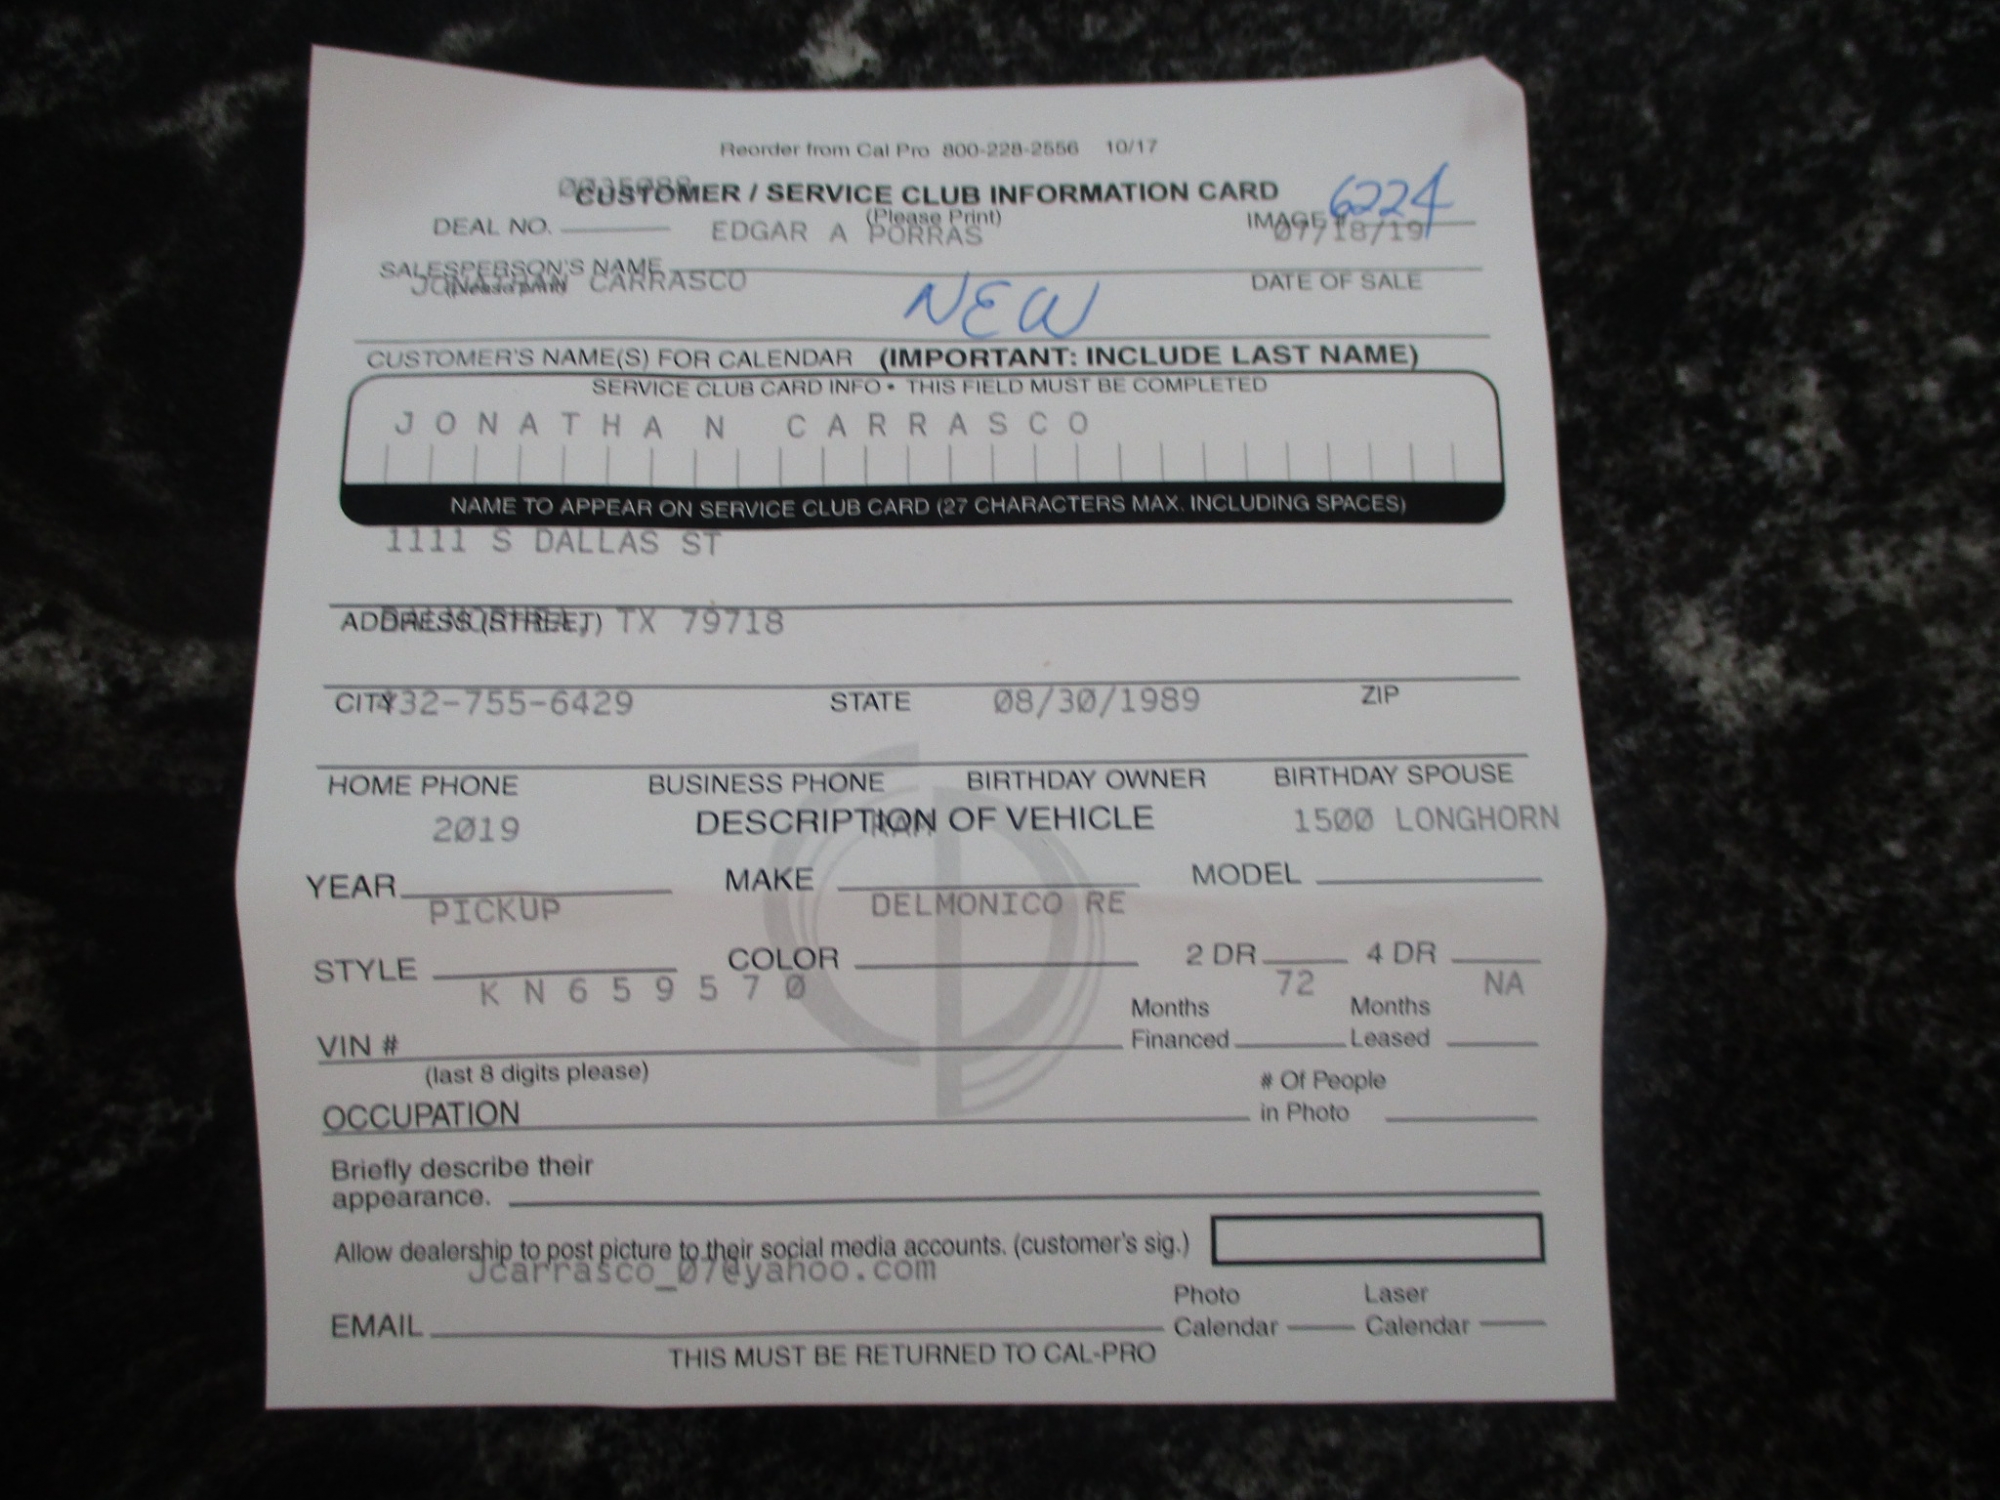 Reorder from Cal Pro 800-228-2556 10/17
CUSTOMER / SERVICE CLUB INFORMATION CARD 6224
(Please Print)
DEAL NO. EDGAR A PORRAS IMAGE # 07/18/19
SALESPERSON'S NAME
(please print)
JONATHAN CARRASCO NEW DATE OF SALE
CUSTOMER'S NAME(S) FOR CALENDAR (IMPORTANT: INCLUDE LAST NAME)
SERVICE CLUB CARD INFO • THIS FIELD MUST BE COMPLETED
JONATHAN CARRASCO
NAME TO APPEAR ON SERVICE CLUB CARD (27 CHARACTERS MAX. INCLUDING SPACES)
1111 S DALLAS ST
ADDRESS (STREET) TX 79718
CITY 432-755-6429 STATE 08/30/1989 ZIP
HOME PHONE BUSINESS PHONE BIRTHDAY OWNER BIRTHDAY SPOUSE
2019 DESCRIPTION OF VEHICLE 1500 LONGHORN
YEAR MAKE MODEL
PICKUP DELMONICO RE
STYLE COLOR 2 DR 4 DR
KN659570 72 NA
VIN # Months Financed Months Leased
(last 8 digits please)
OCCUPATION # Of People in Photo
Briefly describe their
appearance.
Allow dealership to post picture to their social media accounts. (customer's sig.)
Jcarrasco_07@yahoo.com
EMAIL Photo Calendar Laser Calendar
THIS MUST BE RETURNED TO CAL-PRO